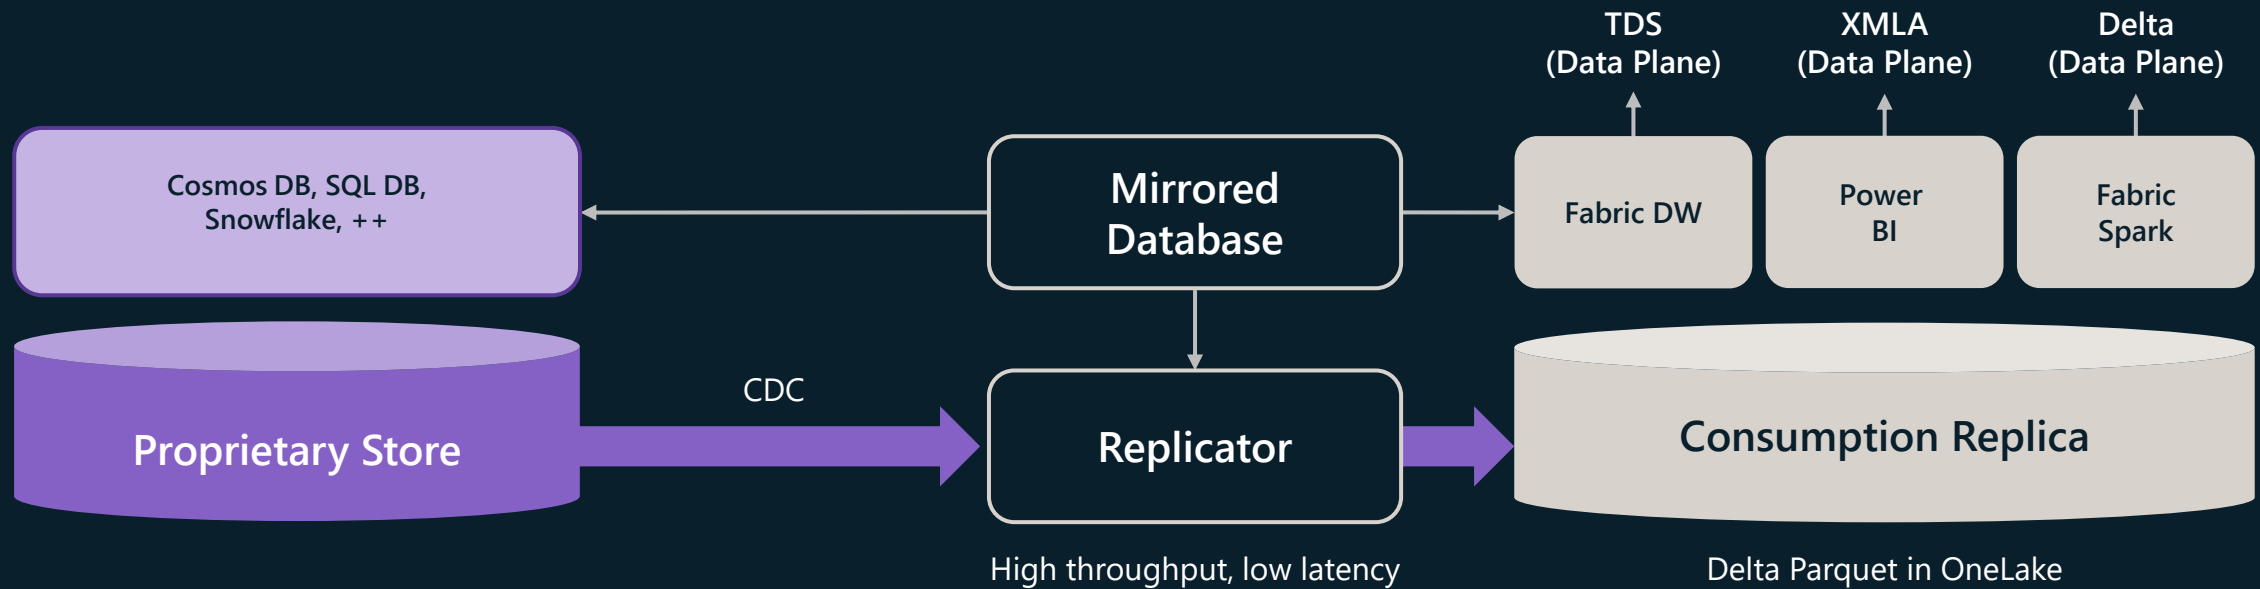 TDS
(Data Plane)
XMLA
(Data Plane)
Delta
(Data Plane)
Cosmos DB, SQL DB,
Snowflake, ++
Mirrored
Database
Fabric DW
Power
BI
Fabric
Spark
Proprietary Store
CDC
Replicator
Consumption Replica
High throughput, low latency
Delta Parquet in OneLake